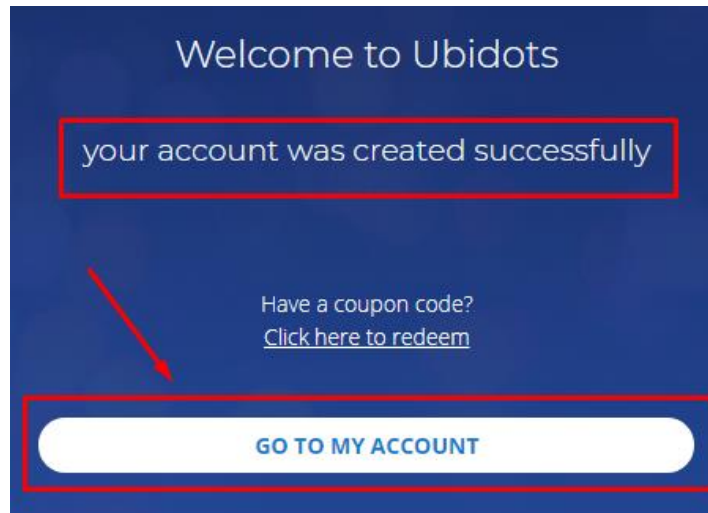 Welcome to Ubidots
your account was created successfully
Have a coupon code?
Click here to redeem
GO TO MY ACCOUNT